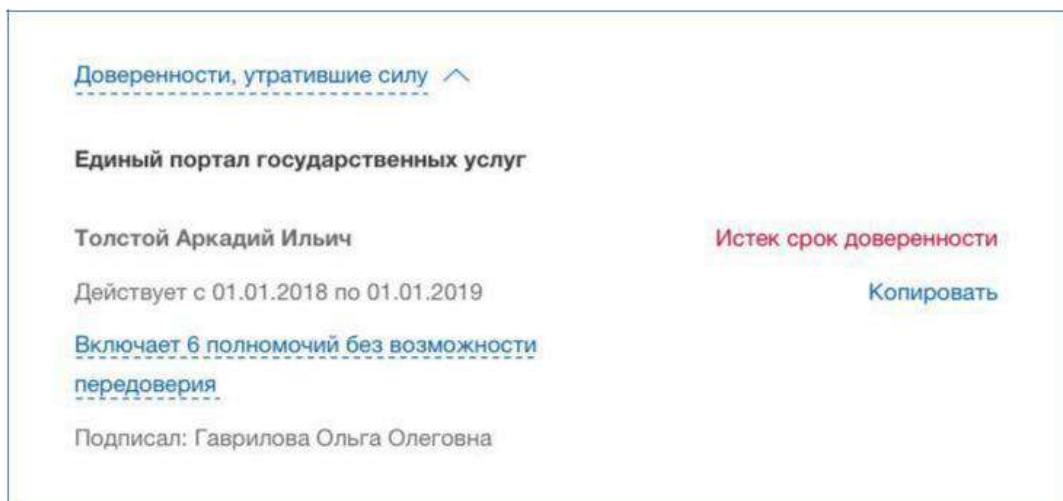 Доверенности, утратившие силу
Единый портал государственных услуг
Толстой Аркадий Ильич
Истек срок доверенности
Действует с 01.01.2018 по 01.01.2019
Копировать
Включает 6 полномочий без возможности
передоверия
Подписал: Гаврилова Ольга Олеговна